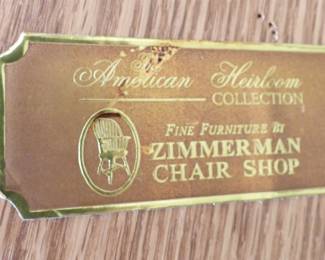 The
American Heirloom
COLLECTION
FINE FURNITURE BY
ZIMMERMAN
CHAIR SHOP